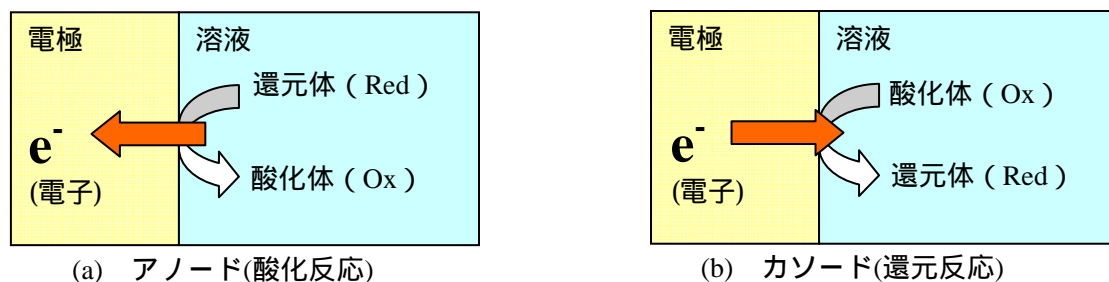 電極 溶液
還元体（Red）
e-
(電子)
酸化体（Ox）
(a) アノード(酸化反応)
電極 溶液
酸化体（Ox）
e-
(電子)
還元体（Red）
(b) カソード(還元反応)